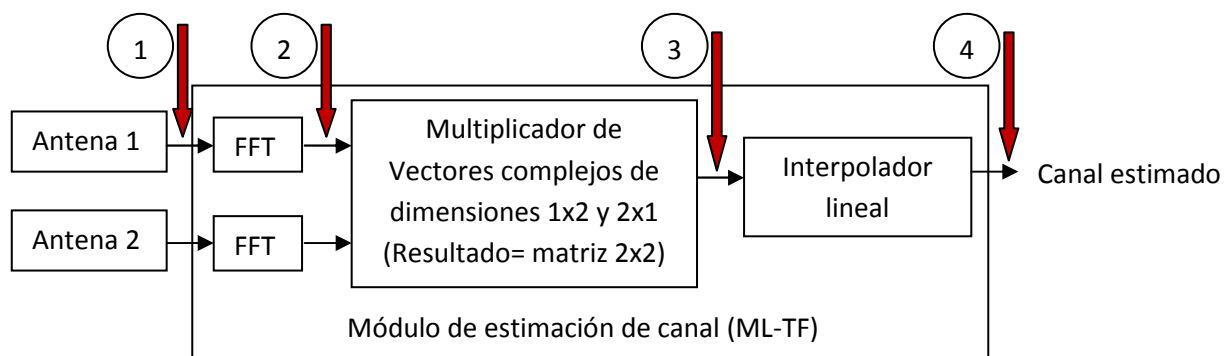 1
2
3
4
Antena 1
FFT
Multiplicador de
Vectores complejos de
dimensiones 1x2 y 2x1
(Resultado= matriz 2x2)
Interpolador
lineal
Canal estimado
Antena 2
FFT
Módulo de estimación de canal (ML-TF)